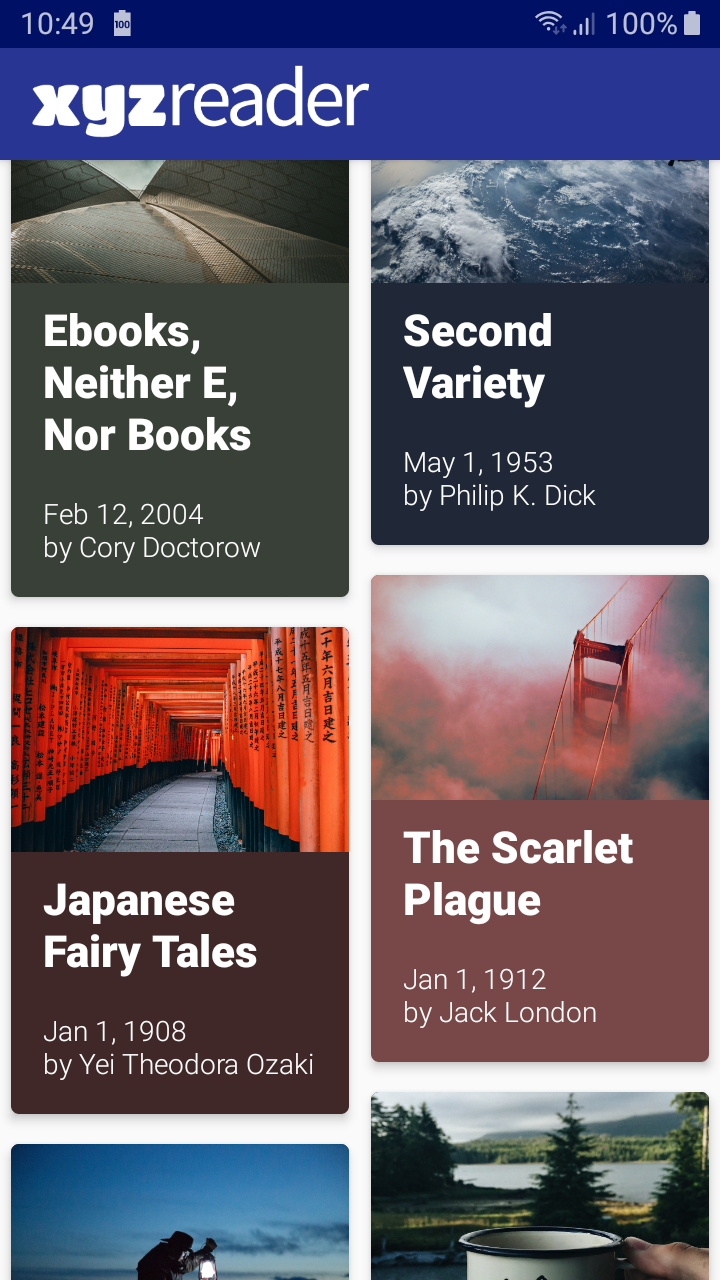 10:49
100
100%
xyzreader
Ebooks,
Neither E,
Nor Books
Feb 12, 2004
by Cory Doctorow
Second
Variety
May 1, 1953
by Philip K. Dick
Japanese
Fairy Tales
Jan 1, 1908
by Yei Theodora Ozaki
The Scarlet
Plague
Jan 1, 1912
by Jack London